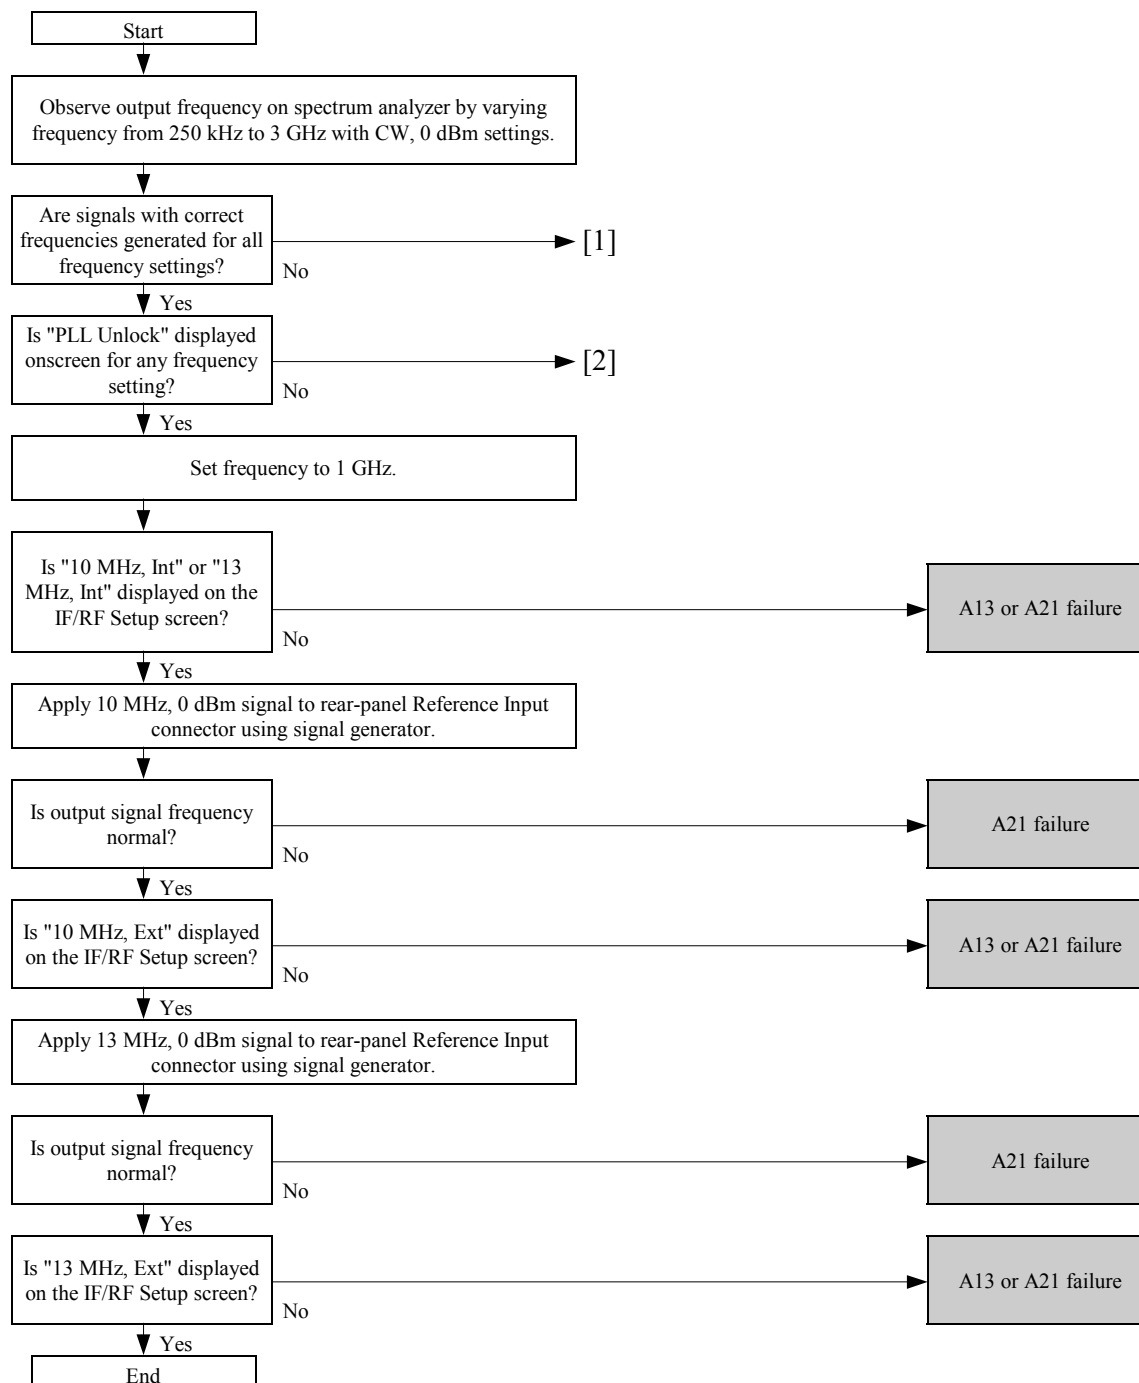 Start
Observe output frequency on spectrum analyzer by varying
frequency from 250 kHz to 3 GHz with CW, 0 dBm settings.
Are signals with correct
frequencies generated for all
frequency settings?
No
[1]
Yes
Is "PLL Unlock" displayed
onscreen for any frequency
setting?
No
[2]
Yes
Set frequency to 1 GHz.
Is "10 MHz, Int" or "13
MHz, Int" displayed on the
IF/RF Setup screen?
No
A13 or A21 failure
Yes
Apply 10 MHz, 0 dBm signal to rear-panel Reference Input
connector using signal generator.
Is output signal frequency
normal?
No
A21 failure
Yes
Is "10 MHz, Ext" displayed
on the IF/RF Setup screen?
No
A13 or A21 failure
Yes
Apply 13 MHz, 0 dBm signal to rear-panel Reference Input
connector using signal generator.
Is output signal frequency
normal?
No
A21 failure
Yes
Is "13 MHz, Ext" displayed
on the IF/RF Setup screen?
No
A13 or A21 failure
Yes
End